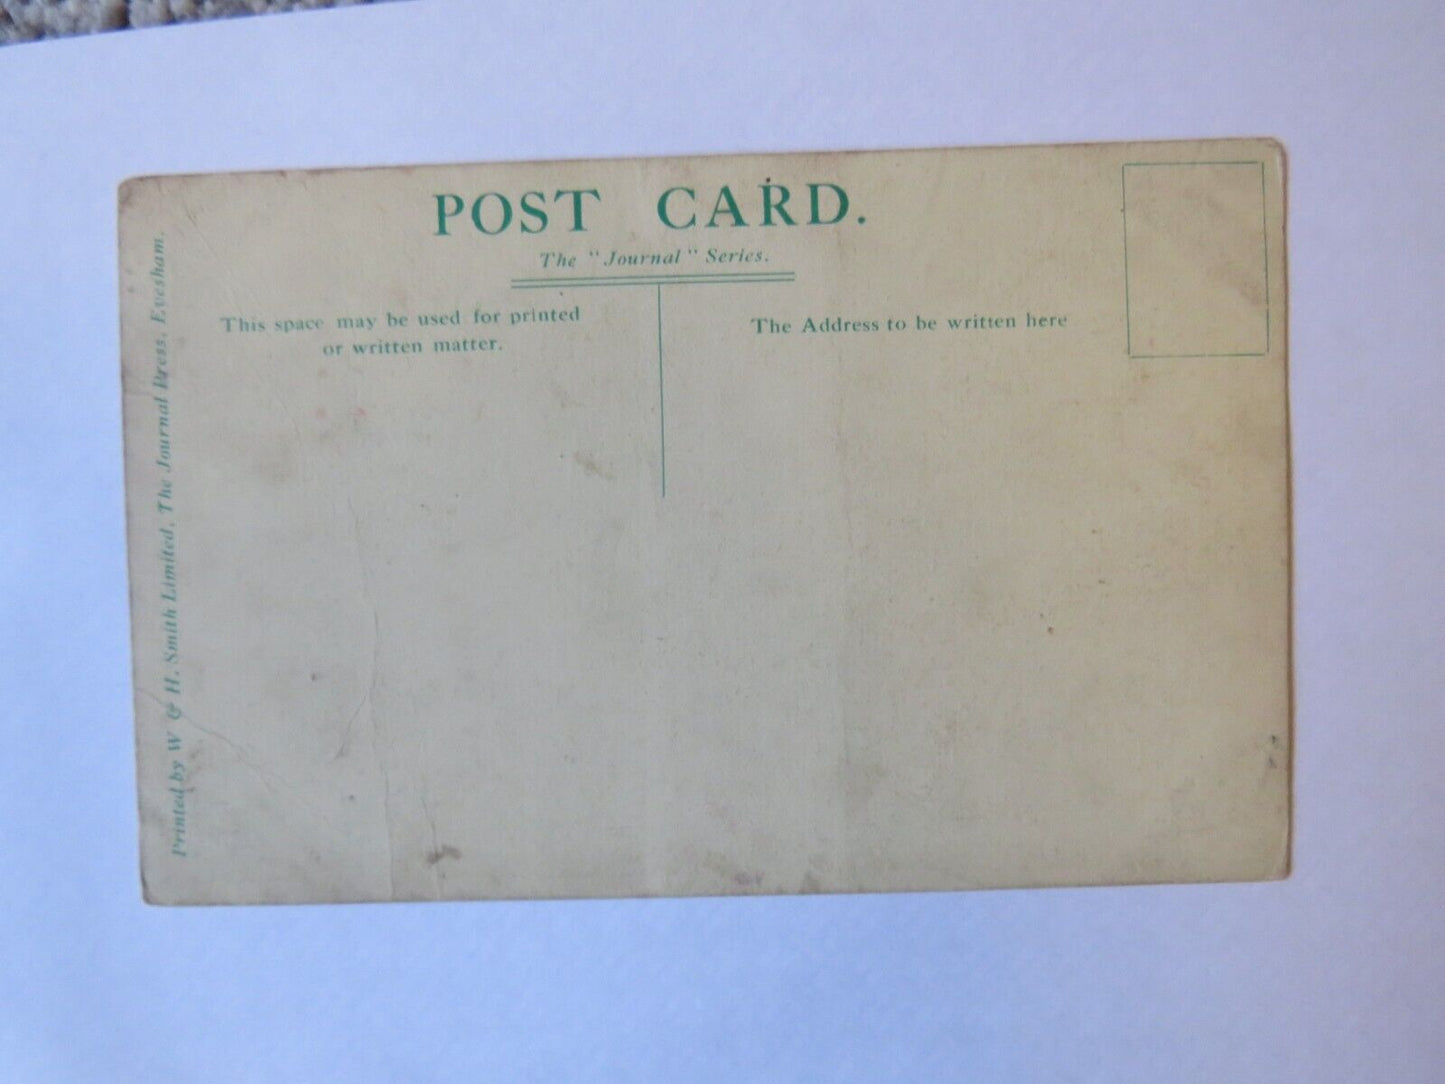 POST CARD.
The "Journal" Series.
This space may be used for printed
or written matter.
The Address to be written here
Printed by W & H. Smith Limited, The Journal Press, Evesham.